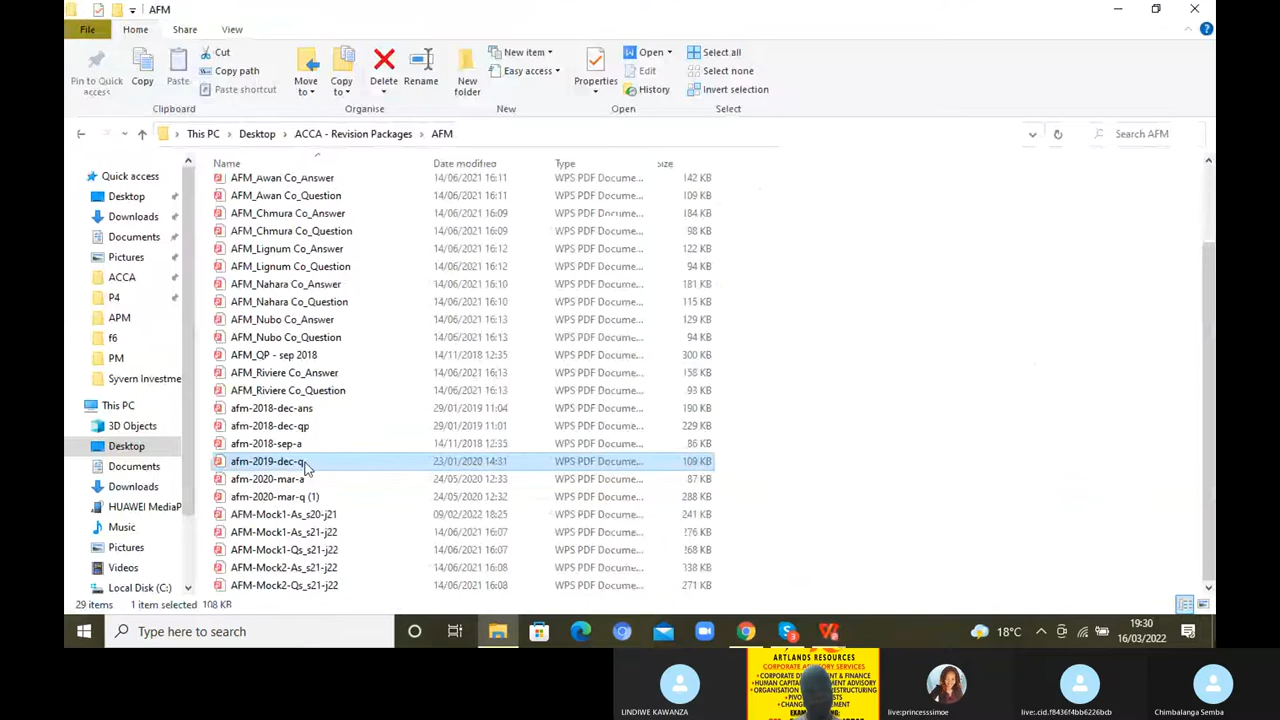 AFM
File Home Share View
Cut
Copy path
Paste shortcut
Pin to Quick access
Copy
Paste
Clipboard
Move to
Copy to
Delete
Rename
Organise
New folder
New item
Easy access
New
Properties
Open
Edit
History
Open
Select all
Select none
Invert selection
Select
This PC > Desktop > ACCA - Revision Packages > AFM
Search AFM
Quick access
Desktop
Downloads
Documents
Pictures
ACCA
P4
APM
f6
PM
Syvern Investme
This PC
3D Objects
Desktop
Documents
Downloads
HUAWEI MediaP
Music
Pictures
Videos
Local Disk (C:)
Name Date modified Type Size
AFM_Awan Co_Answer 14/06/2021 16:11 WPS PDF Docume... 142 KB
AFM_Awan Co_Question 14/06/2021 16:11 WPS PDF Docume... 109 KB
AFM_Chmura Co_Answer 14/06/2021 16:09 WPS PDF Docume... 184 KB
AFM_Chmura Co_Question 14/06/2021 16:09 WPS PDF Docume... 98 KB
AFM_Lignum Co_Answer 14/06/2021 16:12 WPS PDF Docume... 122 KB
AFM_Lignum Co_Question 14/06/2021 16:12 WPS PDF Docume... 94 KB
AFM_Nahara Co_Answer 14/06/2021 16:10 WPS PDF Docume... 181 KB
AFM_Nahara Co_Question 14/06/2021 16:10 WPS PDF Docume... 115 KB
AFM_Nubo Co_Answer 14/06/2021 16:13 WPS PDF Docume... 129 KB
AFM_Nubo Co_Question 14/06/2021 16:13 WPS PDF Docume... 94 KB
AFM_QP - sep 2018 14/11/2018 12:35 WPS PDF Docume... 300 KB
AFM_Riviere Co_Answer 14/06/2021 16:13 WPS PDF Docume... 158 KB
AFM_Riviere Co_Question 14/06/2021 16:13 WPS PDF Docume... 93 KB
afm-2018-dec-ans 29/01/2019 11:04 WPS PDF Docume... 190 KB
afm-2018-dec-qp 29/01/2019 11:01 WPS PDF Docume... 229 KB
afm-2018-sep-a 14/11/2018 12:35 WPS PDF Docume... 86 KB
afm-2019-dec-q 23/01/2020 14:31 WPS PDF Docume... 109 KB
afm-2020-mar-a 24/05/2020 12:33 WPS PDF Docume... 87 KB
afm-2020-mar-q (1) 24/05/2020 12:32 WPS PDF Docume... 288 KB
AFM-Mock1-As_s20-j21 09/02/2022 18:25 WPS PDF Docume... 241 KB
AFM-Mock1-As_s21-j22 14/06/2021 16:07 WPS PDF Docume... 276 KB
AFM-Mock1-Qs_s21-j22 14/06/2021 16:07 WPS PDF Docume... 268 KB
AFM-Mock2-As_s21-j22 14/06/2021 16:08 WPS PDF Docume... 338 KB
AFM-Mock2-Qs_s21-j22 14/06/2021 16:08 WPS PDF Docume... 271 KB
29 items 1 item selected 108 KB
Type here to search
18°C
19:30
16/03/2022
ARTLANDS RESOURCES
CORPORATE ADVISORY SERVICES
LINDIWE KAWANZA
live:princesssimoe
live:.cid.f8436f4bb6226bcb
Chimbalanga Semba